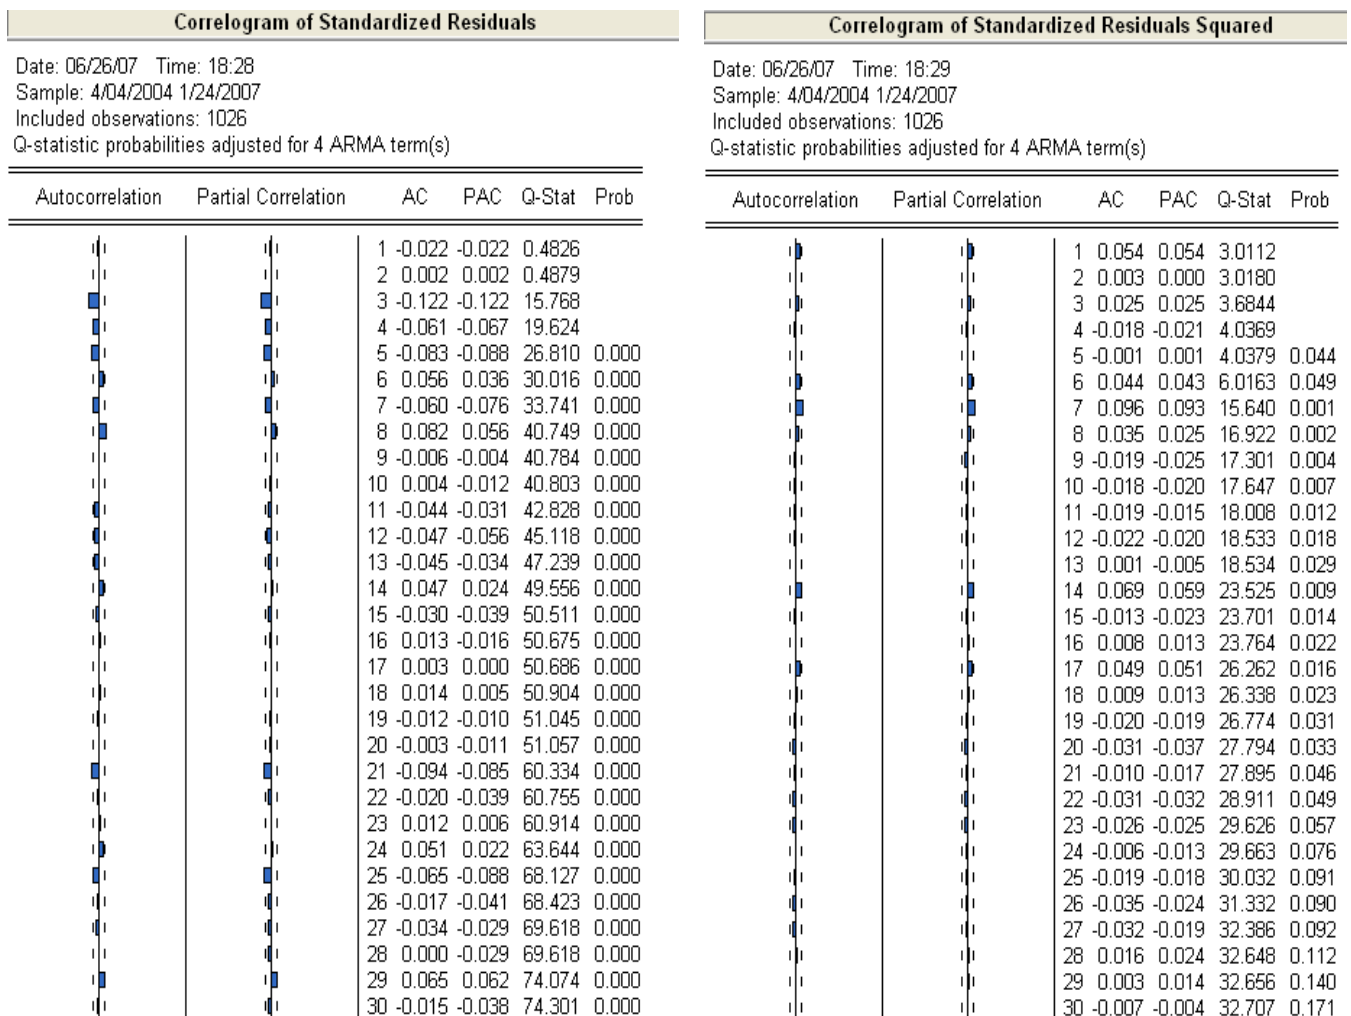 Correlogram of Standardized Residuals
Date: 06/26/07 Time: 18:28
Sample: 4/04/2004 1/24/2007
Included observations: 1026
Q-statistic probabilities adjusted for 4 ARMA term(s)
Autocorrelation Partial Correlation AC PAC Q-Stat Prob
1 -0.022 -0.022 0.4826
2 0.002 0.002 0.4879
3 -0.122 -0.122 15.768
4 -0.061 -0.067 19.624
5 -0.083 -0.088 26.810 0.000
6 0.056 0.036 30.016 0.000
7 -0.060 -0.076 33.741 0.000
8 0.082 0.056 40.749 0.000
9 -0.006 -0.004 40.784 0.000
10 0.004 -0.012 40.803 0.000
11 -0.044 -0.031 42.828 0.000
12 -0.047 -0.056 45.118 0.000
13 -0.045 -0.034 47.239 0.000
14 0.047 0.024 49.556 0.000
15 -0.030 -0.039 50.511 0.000
16 0.013 -0.016 50.675 0.000
17 0.003 0.000 50.686 0.000
18 0.014 0.005 50.904 0.000
19 -0.012 -0.010 51.045 0.000
20 -0.003 -0.011 51.057 0.000
21 -0.094 -0.085 60.334 0.000
22 -0.020 -0.039 60.755 0.000
23 0.012 0.006 60.914 0.000
24 0.051 0.022 63.644 0.000
25 -0.065 -0.088 68.127 0.000
26 -0.017 -0.041 68.423 0.000
27 -0.034 -0.029 69.618 0.000
28 0.000 -0.029 69.618 0.000
29 0.065 0.062 74.074 0.000
30 -0.015 -0.038 74.301 0.000
Correlogram of Standardized Residuals Squared
Date: 06/26/07 Time: 18:29
Sample: 4/04/2004 1/24/2007
Included observations: 1026
Q-statistic probabilities adjusted for 4 ARMA term(s)
Autocorrelation Partial Correlation AC PAC Q-Stat Prob
1 0.054 0.054 3.0112
2 0.003 0.000 3.0180
3 0.025 0.025 3.6844
4 -0.018 -0.021 4.0369
5 -0.001 0.001 4.0379 0.044
6 0.044 0.043 6.0163 0.049
7 0.096 0.093 15.640 0.001
8 0.035 0.025 16.922 0.002
9 -0.019 -0.025 17.301 0.004
10 -0.018 -0.020 17.647 0.007
11 -0.019 -0.015 18.008 0.012
12 -0.022 -0.020 18.533 0.018
13 0.001 -0.005 18.534 0.029
14 0.069 0.059 23.525 0.009
15 -0.013 -0.023 23.701 0.014
16 0.008 0.013 23.764 0.022
17 0.049 0.051 26.262 0.016
18 0.009 0.013 26.338 0.023
19 -0.020 -0.019 26.774 0.031
20 -0.031 -0.037 27.794 0.033
21 -0.010 -0.017 27.895 0.046
22 -0.031 -0.032 28.911 0.049
23 -0.026 -0.025 29.626 0.057
24 -0.006 -0.013 29.663 0.076
25 -0.019 -0.018 30.032 0.091
26 -0.035 -0.024 31.332 0.090
27 -0.032 -0.019 32.386 0.092
28 0.016 0.024 32.648 0.112
29 0.003 0.014 32.656 0.140
30 -0.007 -0.004 32.707 0.171